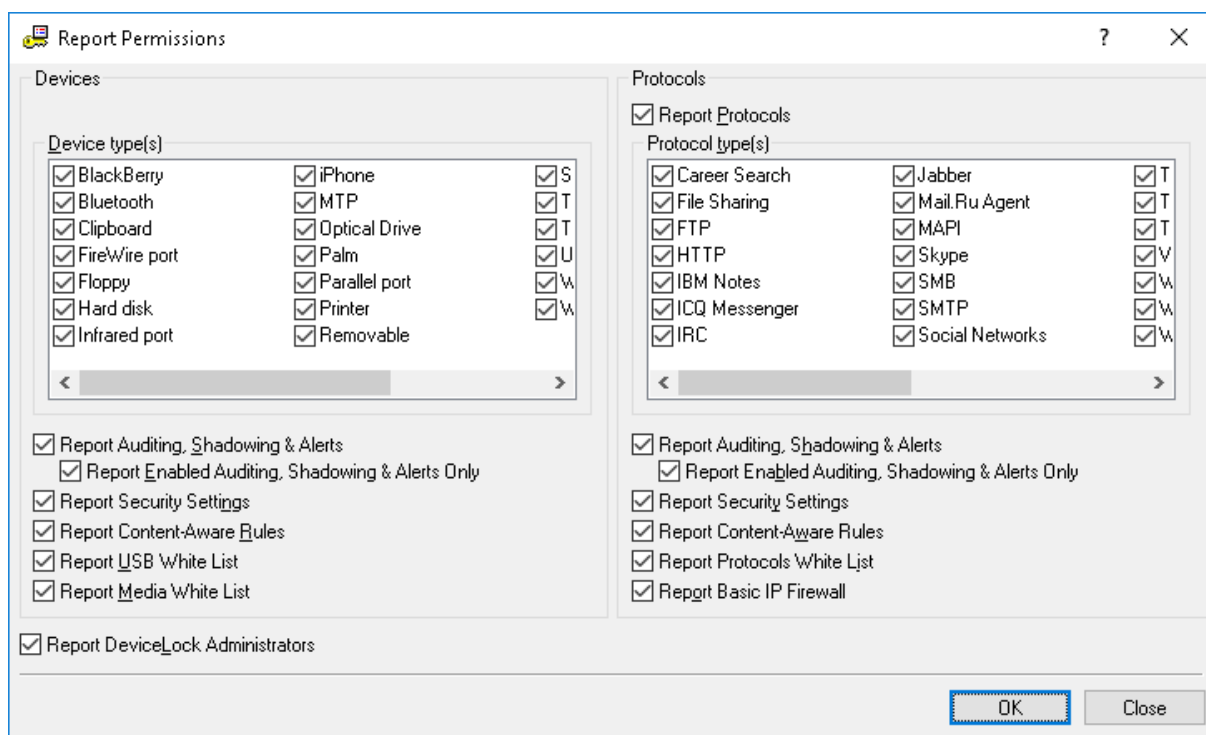 Report Permissions
Devices
Device type(s)
BlackBerry iPhone S
Bluetooth MTP T
Clipboard Optical Drive T
FireWire port Palm U
Floppy Parallel port
Hard disk Printer
Infrared port Removable
Report Auditing, Shadowing & Alerts
Report Enabled Auditing, Shadowing & Alerts Only
Report Security Settings
Report Content-Aware Rules
Report USB White List
Report Media White List
Protocols
Report Protocols
Protocol type(s)
Career Search Jabber T
File Sharing Mail.Ru Agent T
FTP MAPI T
HTTP Skype V
IBM Notes SMB
ICQ Messenger SMTP
IRC Social Networks
Report Auditing, Shadowing & Alerts
Report Enabled Auditing, Shadowing & Alerts Only
Report Security Settings
Report Content-Aware Rules
Report Protocols White List
Report Basic IP Firewall
Report DeviceLock Administrators
OK Close